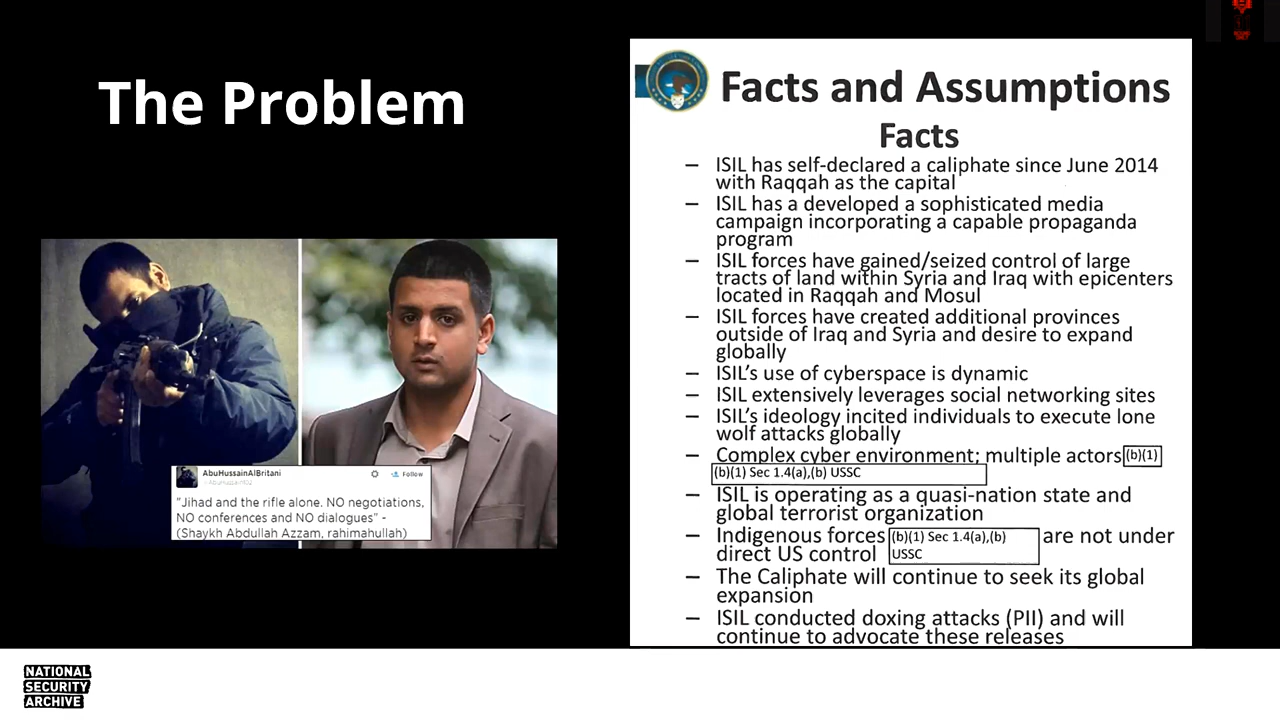 The Problem
Facts and Assumptions
Facts
– ISIL has self-declared a caliphate since June 2014
with Raqqah as the capital
– ISIL has a developed a sophisticated media
campaign incorporating a capable propaganda
program
– ISIL forces have gained/seized control of large
tracts of land within Syria and Iraq with epicenters
located in Raqqah and Mosul
– ISIL forces have created additional provinces
outside of Iraq and Syria and desire to expand
globally
– ISIL’s use of cyberspace is dynamic
– ISIL extensively leverages social networking sites
– ISIL’s ideology incited individuals to execute lone
wolf attacks globally
– Complex cyber environment; multiple actors (b)(1)
(b)(1) Sec 1.4(a),(b) USSC
– ISIL is operating as a quasi-nation state and
global terrorist organization
– Indigenous forces (b)(1) Sec 1.4(a),(b) are not under
direct US control USSC
– The Caliphate will continue to seek its global
expansion
– ISIL conducted doxing attacks (PII) and will
continue to advocate these releases
AbuHussainAlBritani
Follow
"Jihad and the rifle alone. NO negotiations,
NO conferences and NO dialogues" -
(Shaykh Abdullah Azzam, rahimahullah)
NATIONAL
SECURITY
ARCHIVE